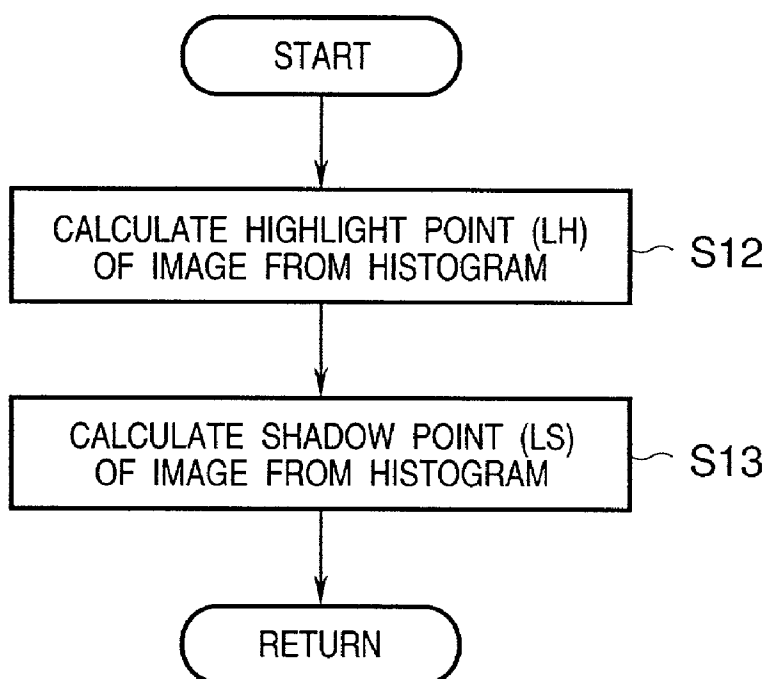 START
CALCULATE HIGHLIGHT POINT (LH)
OF IMAGE FROM HISTOGRAM
S12
CALCULATE SHADOW POINT (LS)
OF IMAGE FROM HISTOGRAM
S13
RETURN